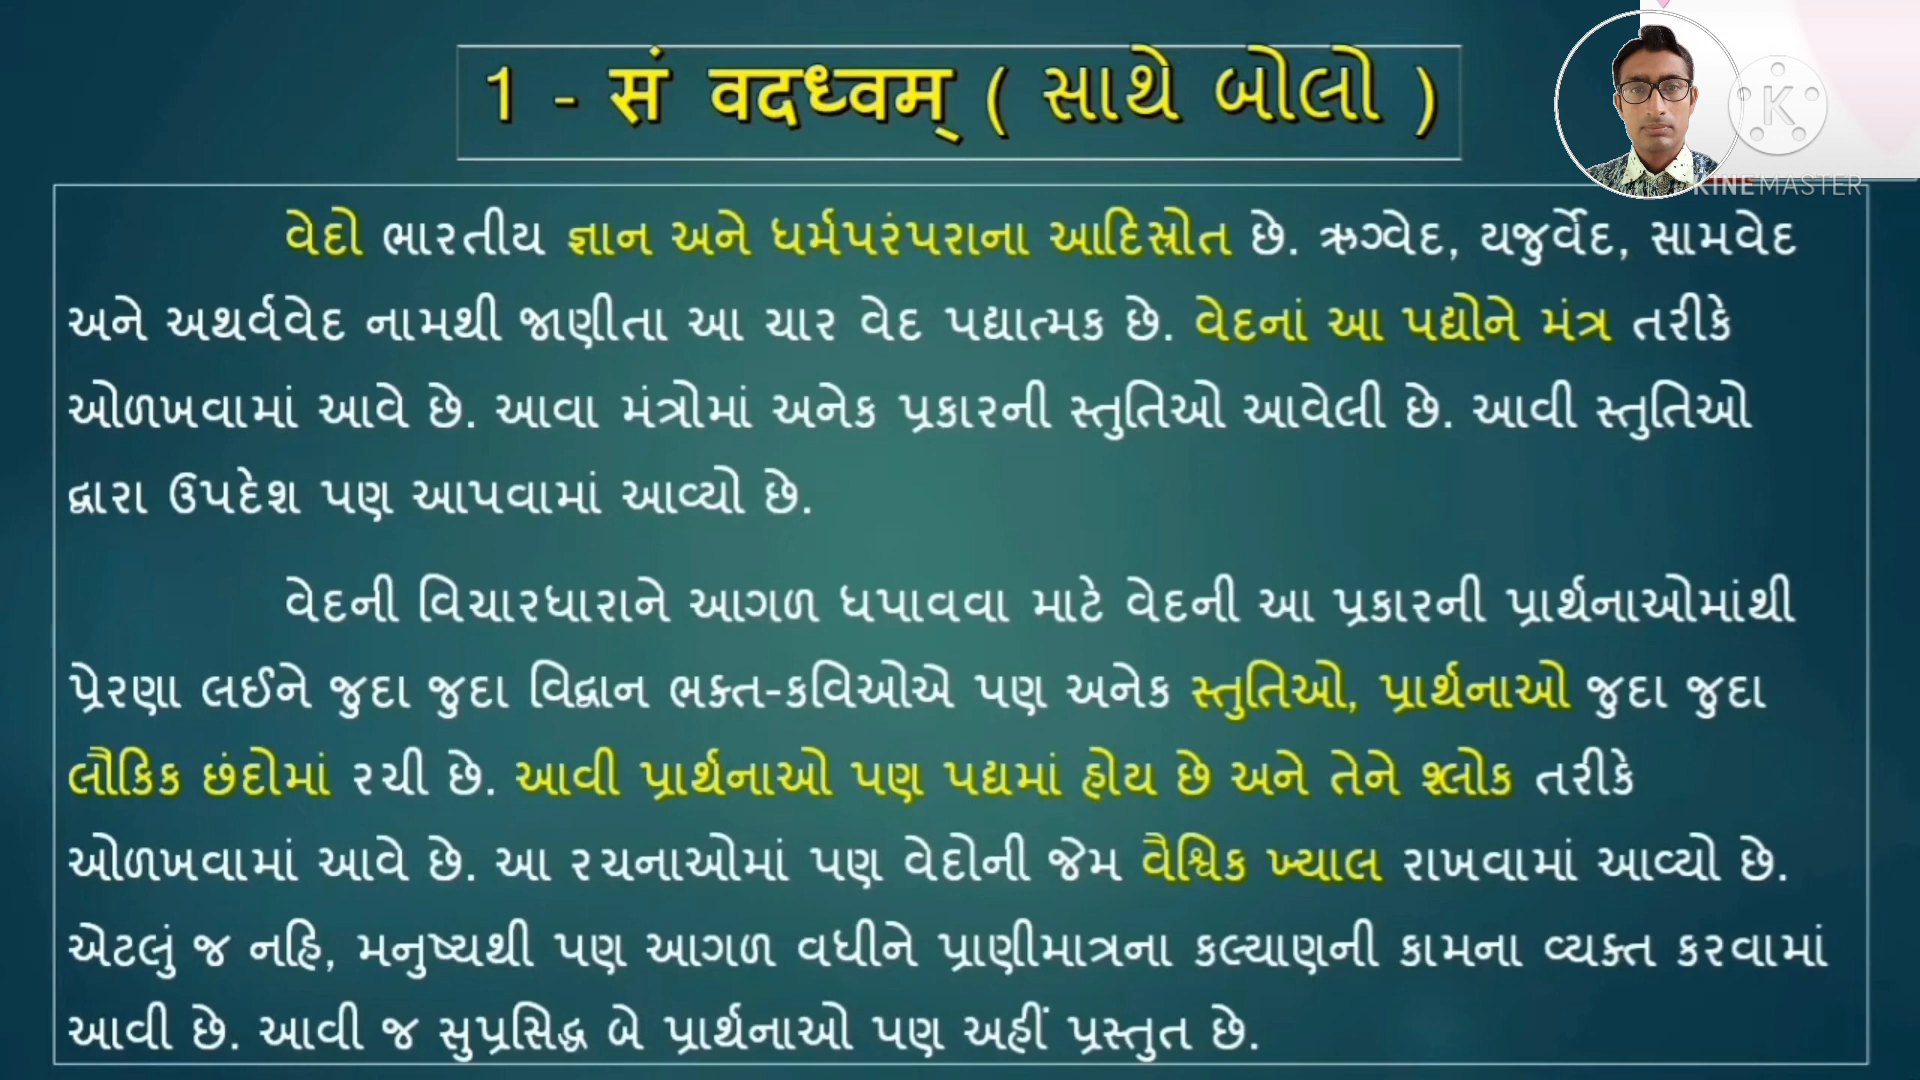 1 - सं वदध्वम् ( સાથે બોલો )
K
KINEMASTER
વેદો ભારતીય જ્ઞાન અને ધર્મપરંપરાના આદિસ્રોત છે. ઋગ્વેદ, યજુર્વેદ, સામવેદ
અને અથર્વવેદ નામથી જાણીતા આ ચાર વેદ પદ્યાત્મક છે. વેદનાં આ પદ્યોને મંત્ર તરીકે
ઓળખવામાં આવે છે. આવા મંત્રોમાં અનેક પ્રકારની સ્તુતિઓ આવેલી છે. આવી સ્તુતિઓ
દ્વારા ઉપદેશ પણ આપવામાં આવ્યો છે.
વેદની વિચારધારાને આગળ ધપાવવા માટે વેદની આ પ્રકારની પ્રાર્થનાઓમાંથી
પ્રેરણા લઈને જુદા જુદા વિદ્વાન ભક્ત-કવિઓએ પણ અનેક સ્તુતિઓ, પ્રાર્થનાઓ જુદા જુદા
લૌકિક છંદોમાં રચી છે. આવી પ્રાર્થનાઓ પણ પદ્યમાં હોય છે અને તેને શ્લોક તરીકે
ઓળખવામાં આવે છે. આ રચનાઓમાં પણ વેદોની જેમ વૈશ્વિક ખ્યાલ રાખવામાં આવ્યો છે.
એટલું જ નહિ, મનુષ્યથી પણ આગળ વધીને પ્રાણીમાત્રના કલ્યાણની કામના વ્યક્ત કરવામાં
આવી છે. આવી જ સુપ્રસિદ્ધ બે પ્રાર્થનાઓ પણ અહીં પ્રસ્તુત છે.